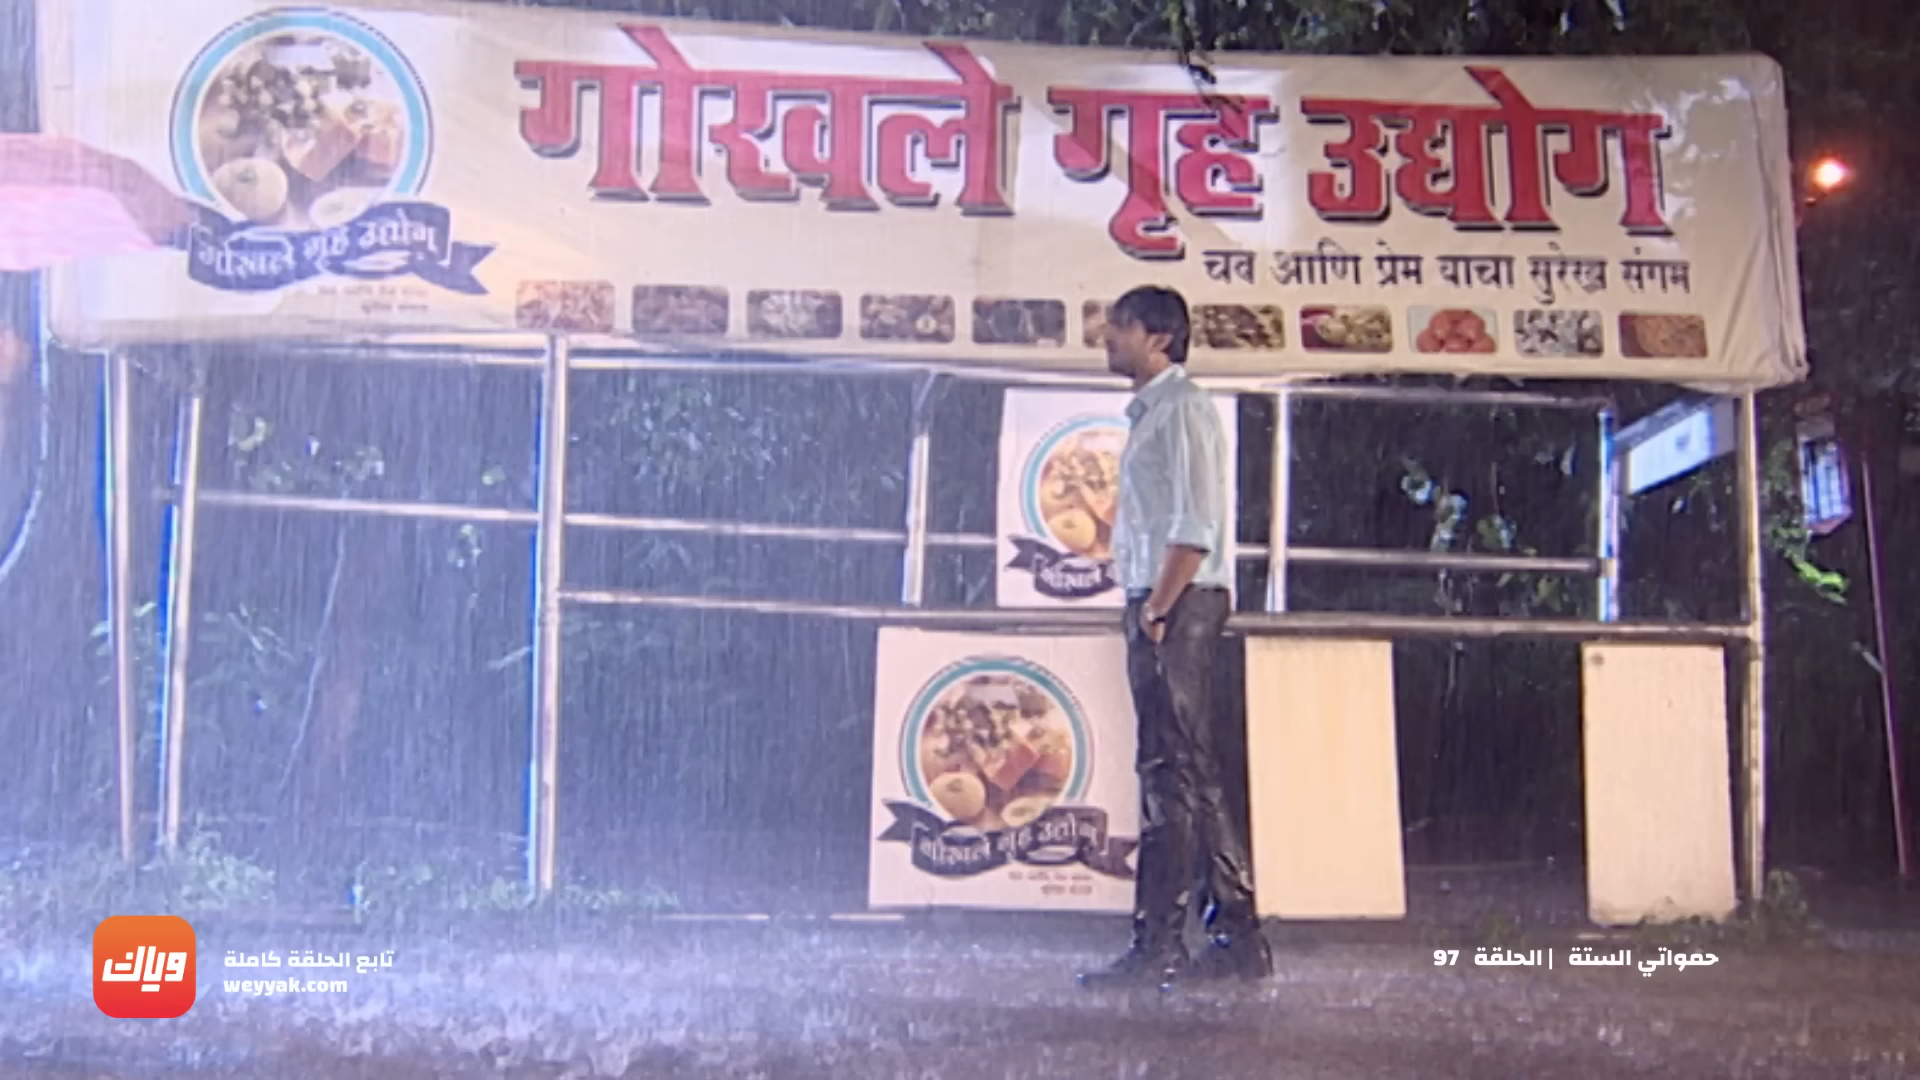 गोखले गृह उद्योग
चव आणि प्रेम याचा सुरेख संगम
गोखले गृह उद्योग
गोखले
गोखले गृह उद्योग
وياك
تابع الحلقة كاملة
weyyak.com
حمواتي الستة | الحلقة 97